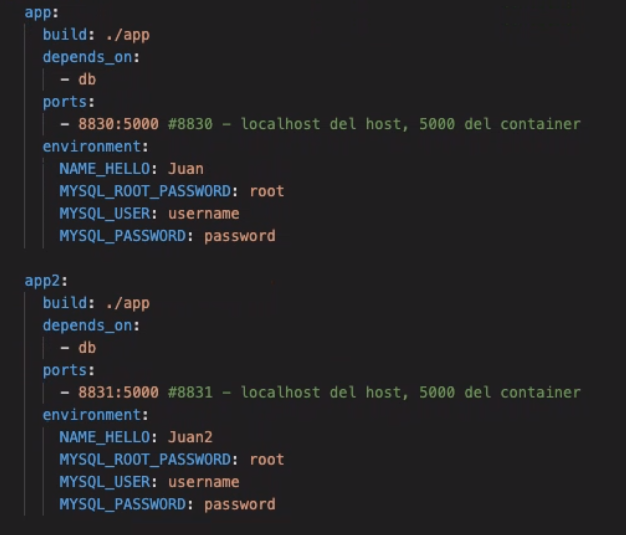 app:
build: ./app
depends_on:
- db
ports:
- 8830:5000 #8830 - localhost del host, 5000 del container
environment:
NAME_HELLO: Juan
MYSQL_ROOT_PASSWORD: root
MYSQL_USER: username
MYSQL_PASSWORD: password
app2:
build: ./app
depends_on:
- db
ports:
- 8831:5000 #8831 - localhost del host, 5000 del container
environment:
NAME_HELLO: Juan2
MYSQL_ROOT_PASSWORD: root
MYSQL_USER: username
MYSQL_PASSWORD: password